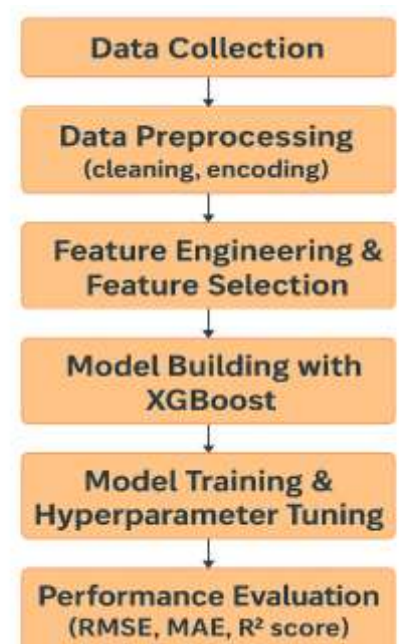 Data Collection
Data Preprocessing
(cleaning, encoding)
Feature Engineering &
Feature Selection
Model Building with
XGBoost
Model Training &
Hyperparameter Tuning
Performance Evaluation
(RMSE, MAE, R² score)